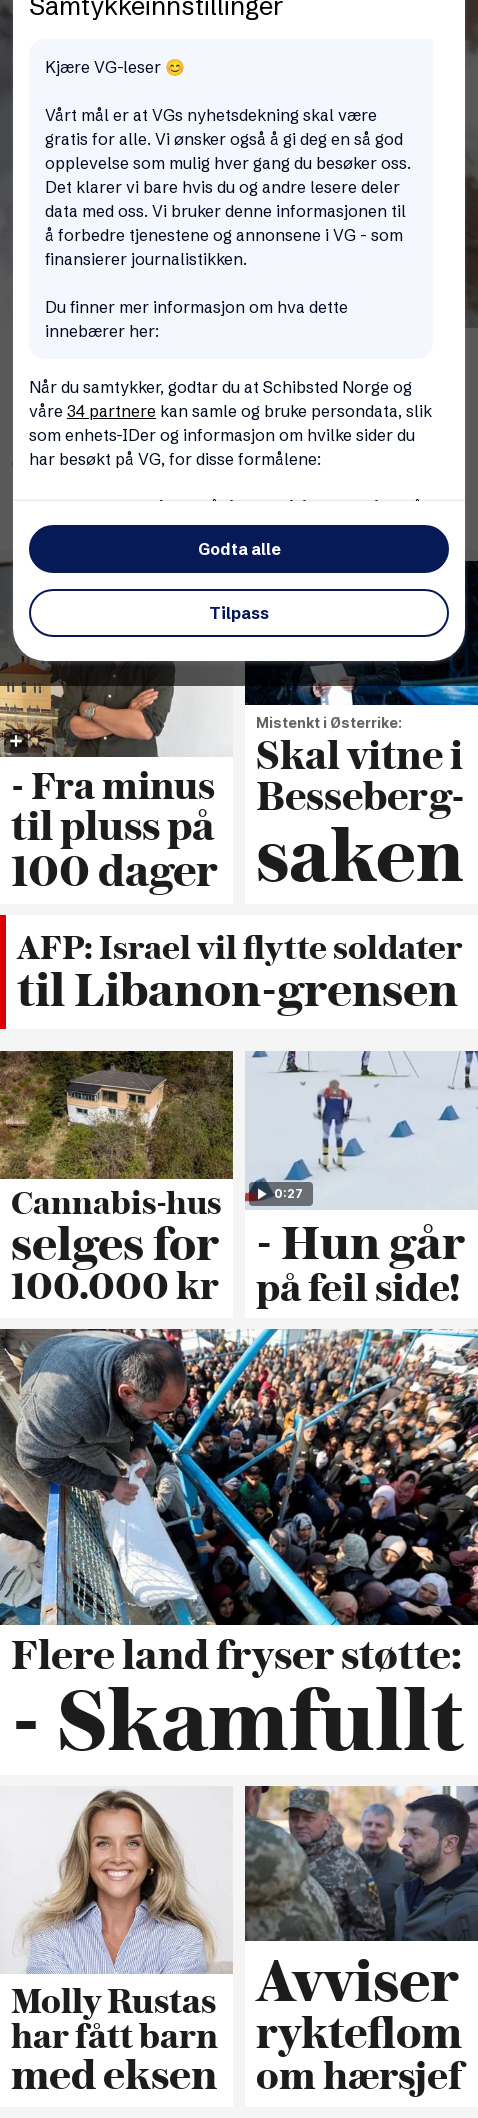 Samtykkeinnstillinger
Kjære VG-leser 😊
Vårt mål er at VGs nyhetsdekning skal være
gratis for alle. Vi ønsker også å gi deg en så god
opplevelse som mulig hver gang du besøker oss.
Det klarer vi bare hvis du og andre lesere deler
data med oss. Vi bruker denne informasjonen til
å forbedre tjenestene og annonsene i VG - som
finansierer journalistikken.
Du finner mer informasjon om hva dette
innebærer her:
Når du samtykker, godtar du at Schibsted Norge og
våre 34 partnere kan samle og bruke persondata, slik
som enhets-IDer og informasjon om hvilke sider du
har besøkt på VG, for disse formålene:
Godta alle
Tilpass
- Fra minus
til pluss på
100 dager
Mistenkt i Østerrike:
Skal vitne i
Besseberg-
saken
AFP: Israel vil flytte soldater
til Libanon-grensen
Cannabis-hus
selges for
100.000 kr
0:27
- Hun går
på feil side!
Flere land fryser støtte:
- Skamfullt
Molly Rustas
har fått barn
med eksen
Avviser
rykteflom
om hærsjef